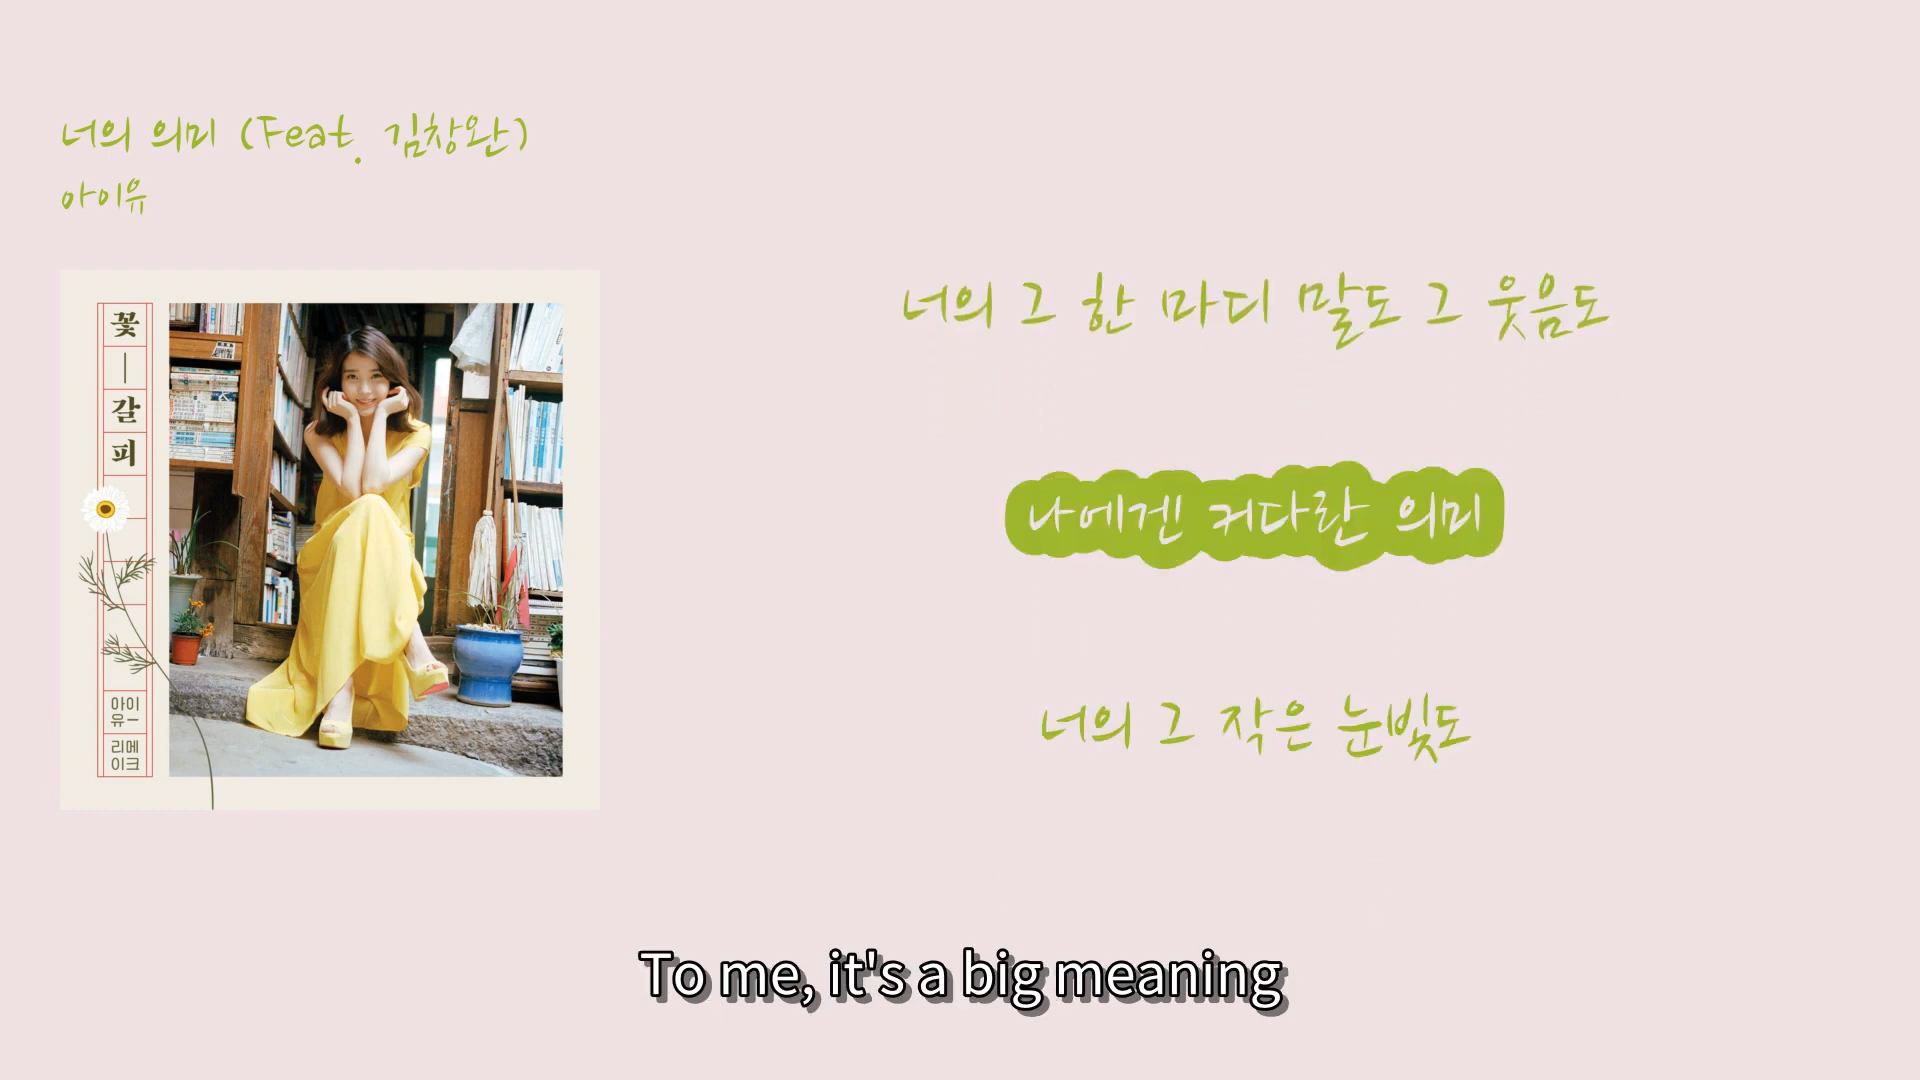 너의 의미 (Feat. 김창완)
아이유
꽃
갈
피
아이
유ㅡ
리메
이크
너의 그 한 마디 말도 그 웃음도
나에겐 커다란 의미
너의 그 작은 눈빛도
To me, it's a big meaning